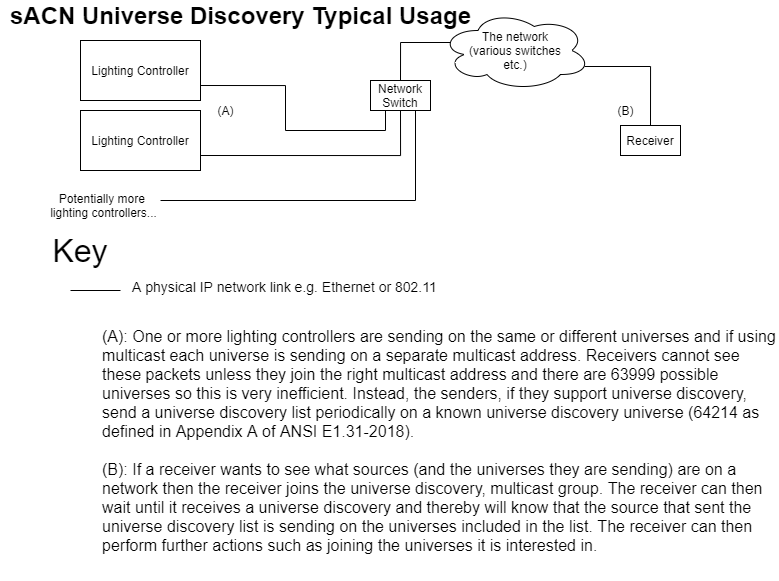 sACN Universe Discovery Typical Usage
The network
(various switches
etc.)
Lighting Controller
Network
Switch
(A)
(B)
Lighting Controller
Receiver
Potentially more
lighting controllers...
Key
A physical IP network link e.g. Ethernet or 802.11
(A): One or more lighting controllers are sending on the same or different universes and if using
multicast each universe is sending on a separate multicast address. Receivers cannot see
these packets unless they join the right multicast address and there are 63999 possible
universes so this is very inefficient. Instead, the senders, if they support universe discovery,
send a universe discovery list periodically on a known universe discovery universe (64214 as
defined in Appendix A of ANSI E1.31-2018).
(B): If a receiver wants to see what sources (and the universes they are sending) are on a
network then the receiver joins the universe discovery, multicast group. The receiver can then
wait until it receives a universe discovery and thereby will know that the source that sent the
universe discovery list is sending on the universes included in the list. The receiver can then
perform further actions such as joining the universes it is interested in.